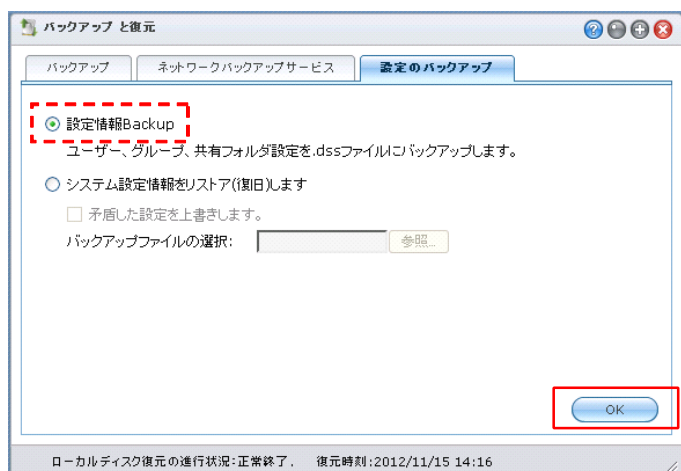 バックアップ と復元
バックアップ ネットワークバックアップサービス 設定のバックアップ
設定情報Backup
ユーザー、グループ、共有フォルダ設定を.dssファイルにバックアップします。
システム設定情報をリストア(復旧)します
矛盾した設定を上書きします。
バックアップファイルの選択: 参照...
OK
ローカルディスク復元の進行状況:正常終了. 復元時刻:2012/11/15 14:16